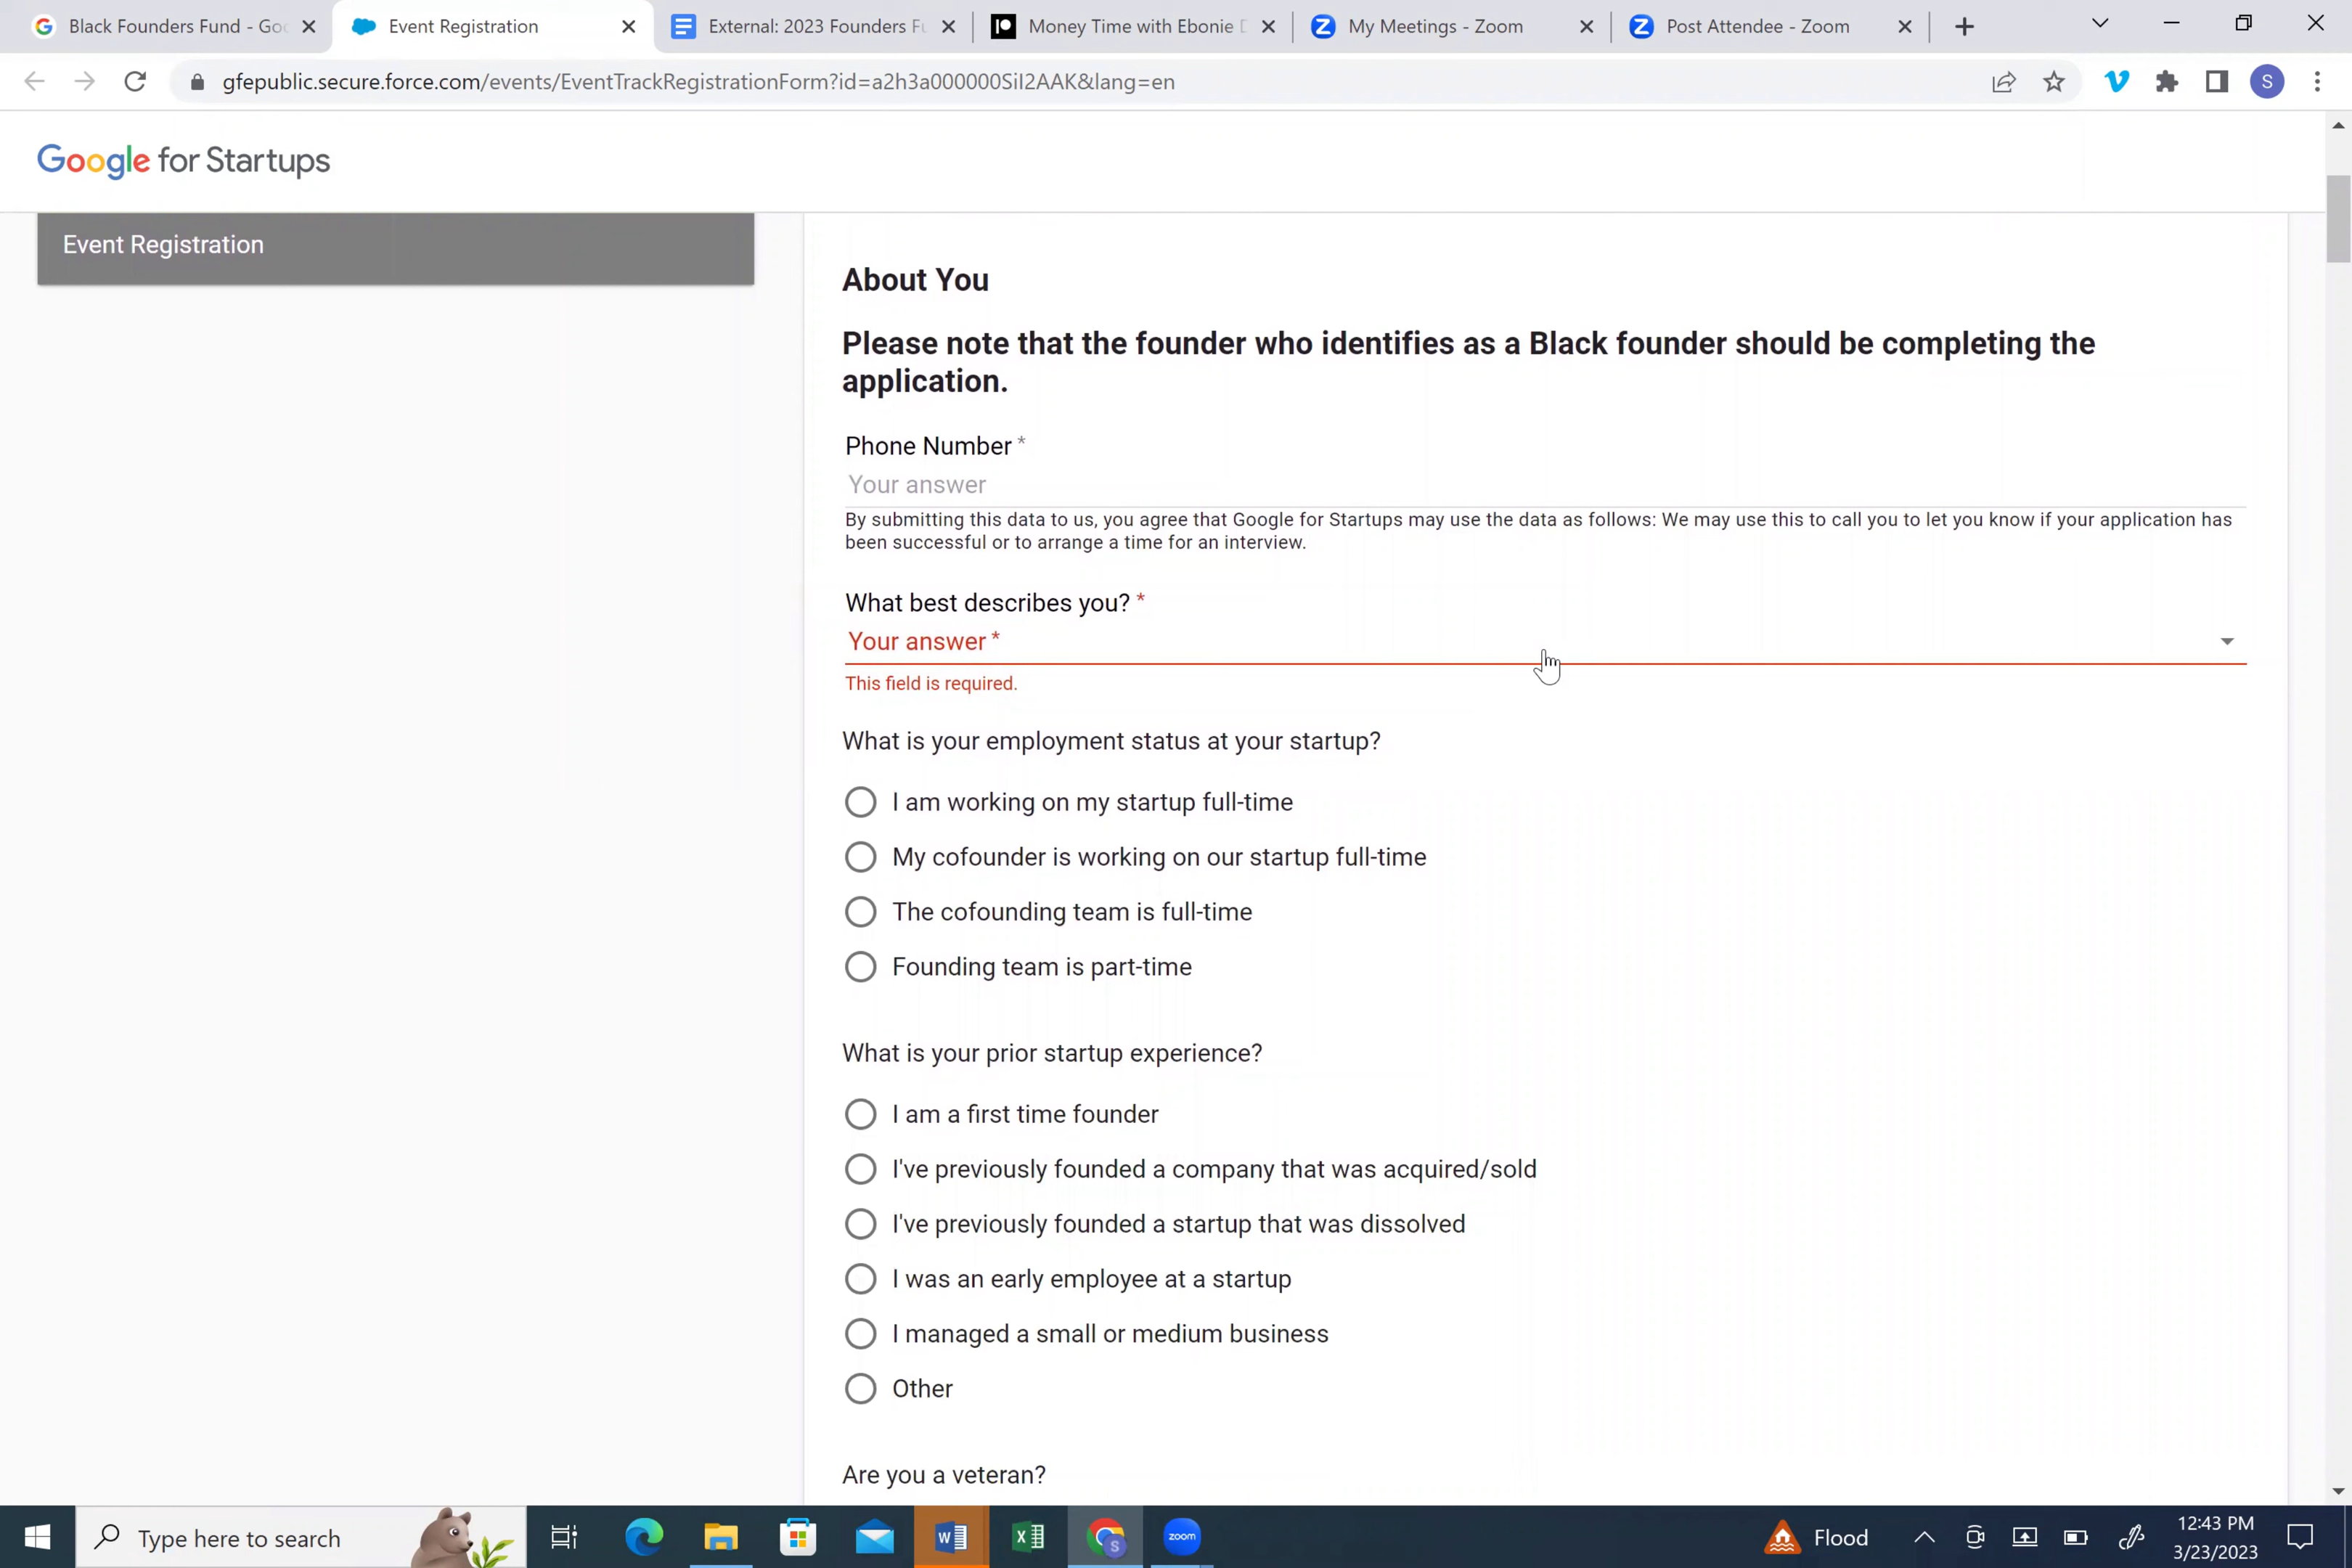 Black Founders Fund - Goo
Event Registration
External: 2023 Founders Fu
Money Time with Ebonie D
My Meetings - Zoom
Post Attendee - Zoom
gfepublic.secure.force.com/events/EventTrackRegistrationForm?id=a2h3a000000SiI2AAK&lang=en
S
Google for Startups
Event Registration
About You
Please note that the founder who identifies as a Black founder should be completing the
application.
Phone Number *
Your answer
By submitting this data to us, you agree that Google for Startups may use the data as follows: We may use this to call you to let you know if your application has
been successful or to arrange a time for an interview.
What best describes you? *
Your answer *
This field is required.
What is your employment status at your startup?
I am working on my startup full-time
My cofounder is working on our startup full-time
The cofounding team is full-time
Founding team is part-time
What is your prior startup experience?
I am a first time founder
I've previously founded a company that was acquired/sold
I've previously founded a startup that was dissolved
I was an early employee at a startup
I managed a small or medium business
Other
Are you a veteran?
Type here to search
zoom
Flood
12:43 PM
3/23/2023